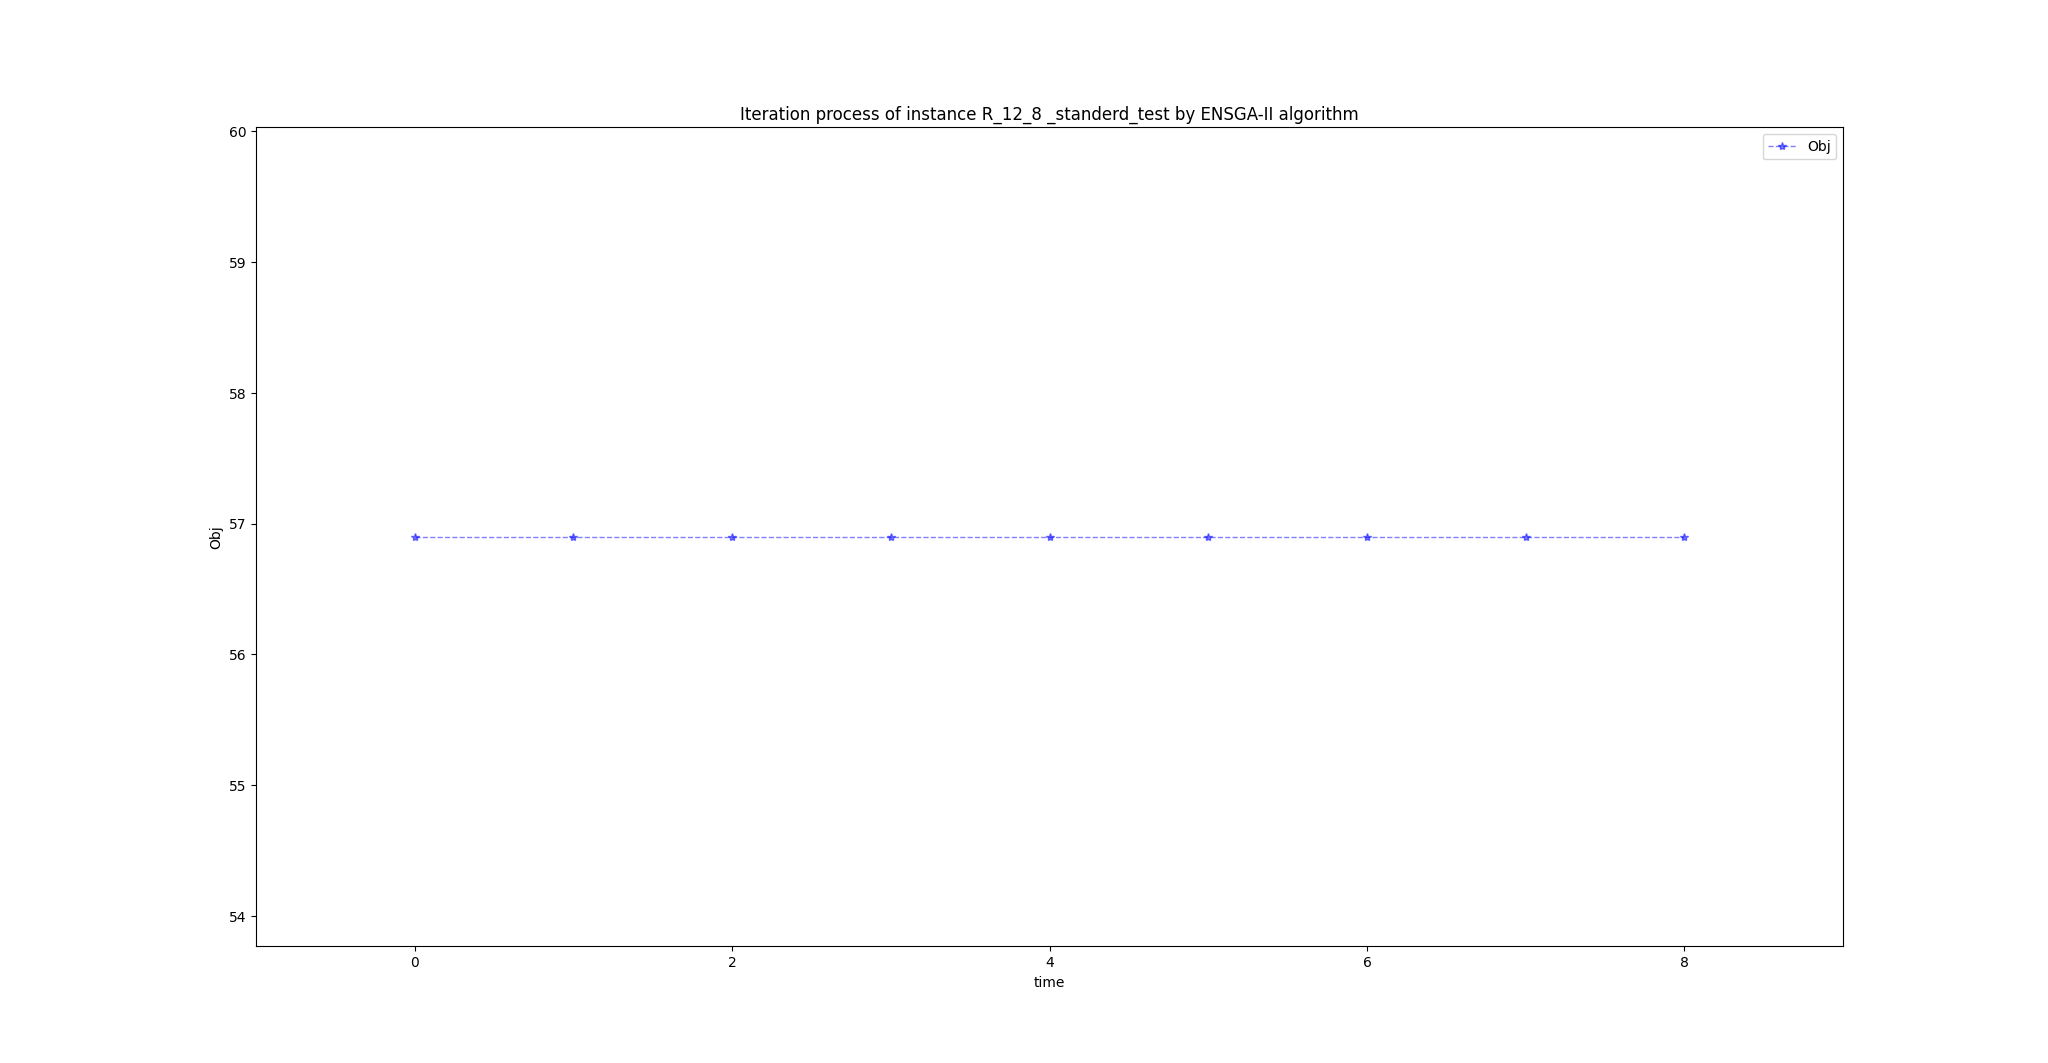 Iteration process of instance R_12_8 _standerd_test by ENSGA-II algorithm
Obj
60
59
58
57
56
55
54
Obj
0 2 4 6 8
time